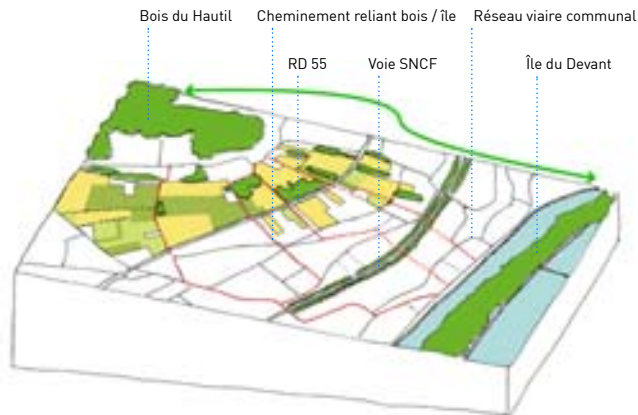 Bois du Hautil
Cheminement reliant bois / île
Réseau viaire communal
RD 55
Voie SNCF
Île du Devant